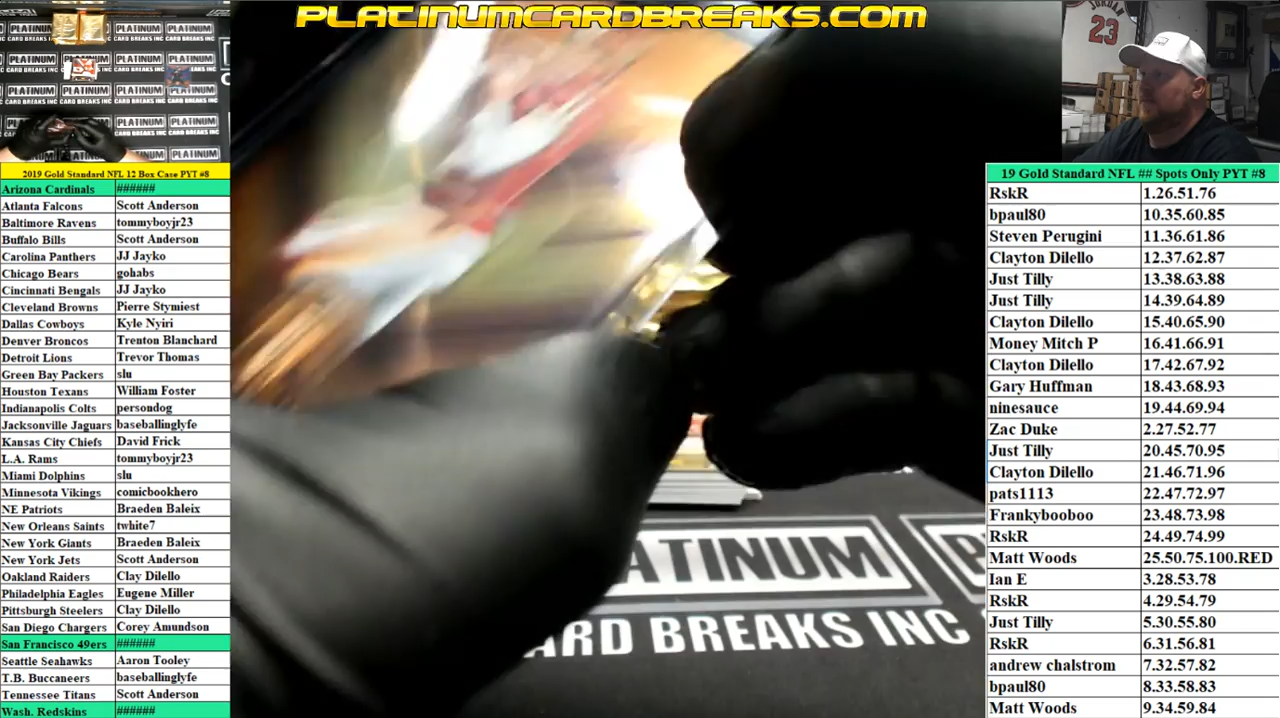 PLATINUMCARDBREAKS.COM
JORDAN
23
PLATINUM
CARD BREAKS INC
2019 Gold Standard NFL 12 Box Case PYT #8
Arizona Cardinals ######
Atlanta Falcons Scott Anderson
Baltimore Ravens tommyboyjr23
Buffalo Bills Scott Anderson
Carolina Panthers JJ Jayko
Chicago Bears gohabs
Cincinnati Bengals JJ Jayko
Cleveland Browns Pierre Stymiest
Dallas Cowboys Kyle Nyiri
Denver Broncos Trenton Blanchard
Detroit Lions Trevor Thomas
Green Bay Packers slu
Houston Texans William Foster
Indianapolis Colts persondog
Jacksonville Jaguars baseballinglyfe
Kansas City Chiefs David Frick
L.A. Rams tommyboyjr23
Miami Dolphins slu
Minnesota Vikings comicbookhero
NE Patriots Braeden Baleix
New Orleans Saints twhite7
New York Giants Braeden Baleix
New York Jets Scott Anderson
Oakland Raiders Clay Dilello
Philadelphia Eagles Eugene Miller
Pittsburgh Steelers Clay Dilello
San Diego Chargers Corey Amundson
San Francisco 49ers ######
Seattle Seahawks Aaron Tooley
T.B. Buccaneers baseballinglyfe
Tennessee Titans Scott Anderson
Wash. Redskins ######
19 Gold Standard NFL ## Spots Only PYT #8
RskR 1.26.51.76
bpaul80 10.35.60.85
Steven Perugini 11.36.61.86
Clayton Dilello 12.37.62.87
Just Tilly 13.38.63.88
Just Tilly 14.39.64.89
Clayton Dilello 15.40.65.90
Money Mitch P 16.41.66.91
Clayton Dilello 17.42.67.92
Gary Huffman 18.43.68.93
ninesauce 19.44.69.94
Zac Duke 2.27.52.77
Just Tilly 20.45.70.95
Clayton Dilello 21.46.71.96
pats1113 22.47.72.97
Frankybooboo 23.48.73.98
RskR 24.49.74.99
Matt Woods 25.50.75.100.RED
Ian E 3.28.53.78
RskR 4.29.54.79
Just Tilly 5.30.55.80
RskR 6.31.56.81
andrew chalstrom 7.32.57.82
bpaul80 8.33.58.83
Matt Woods 9.34.59.84
PLATINUM
CARD BREAKS INC